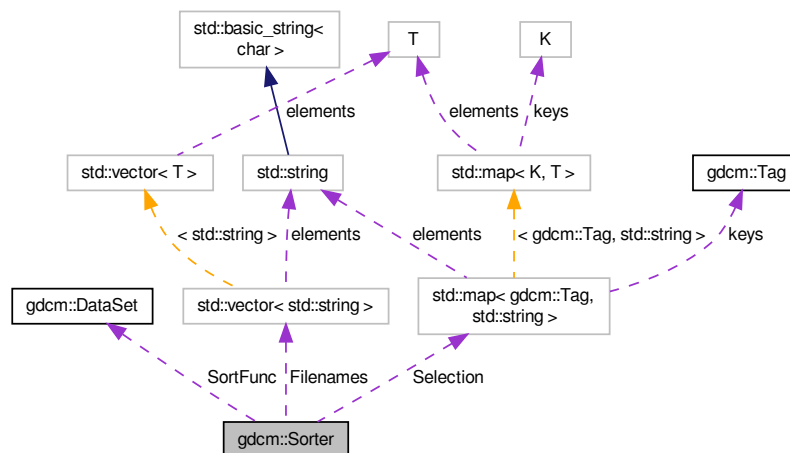 std::basic_string<
char >
T
K
elements
elements
keys
std::vector< T >
std::string
std::map< K, T >
gdcm::Tag
< std::string >
elements
elements
< gdcm::Tag, std::string >
keys
gdcm::DataSet
std::vector< std::string >
std::map< gdcm::Tag,
std::string >
SortFunc
Filenames
Selection
gdcm::Sorter